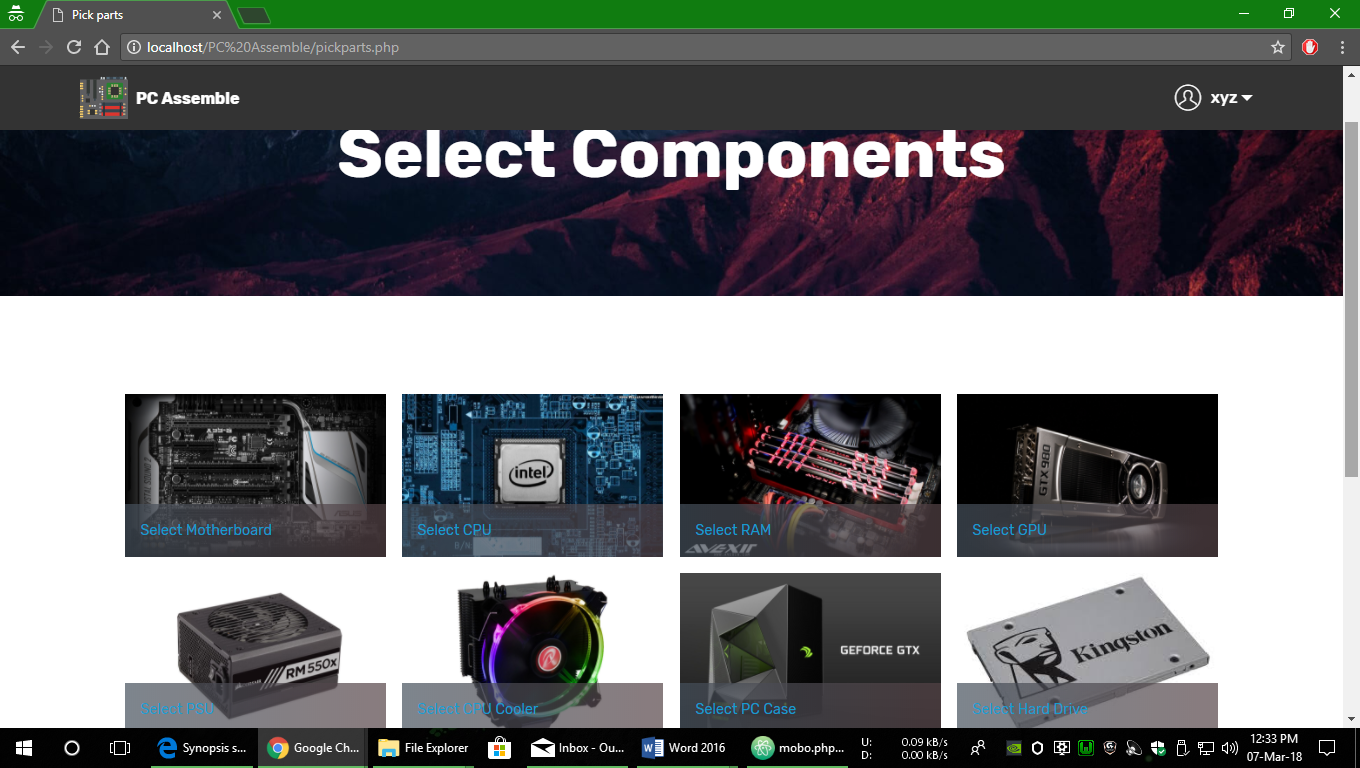 Pick parts
localhost/PC%20Assemble/pickparts.php
PC Assemble
xyz
Select Components
GTX 980
intel
AVEXIR
Select Motherboard
Select CPU
Select RAM
Select GPU
RM 550x
GEFORCE GTX
Kingston
Select PSU
Select CPU Cooler
Select PC Case
Select Hard Drive
Synopsis s...
Google Ch...
File Explorer
Inbox - Ou...
Word 2016
mobo.php...
U: 0.09 kB/s
D: 0.00 kB/s
12:33 PM
07-Mar-18